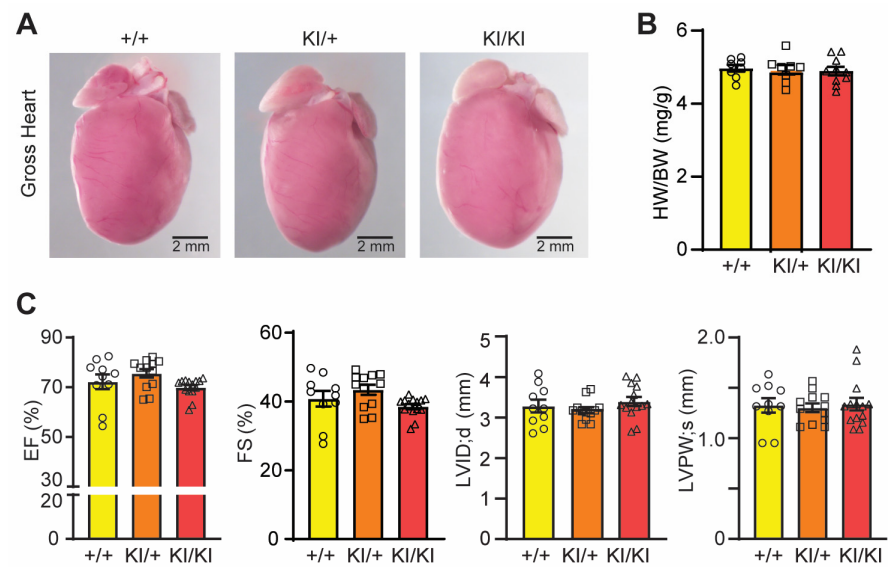 A
+/+ KI/+ KI/KI
Gross Heart
2 mm 2 mm 2 mm
B
HW/BW (mg/g)
6
4
2
0
+/+ KI/+ KI/KI
C
EF (%)
90
70
50
30
20
0
+/+ KI/+ KI/KI
FS (%)
60
40
20
0
+/+ KI/+ KI/KI
LVID;d (mm)
5
4
3
2
1
0
+/+ KI/+ KI/KI
LVPW;s (mm)
2.0
1.0
0
+/+ KI/+ KI/KI